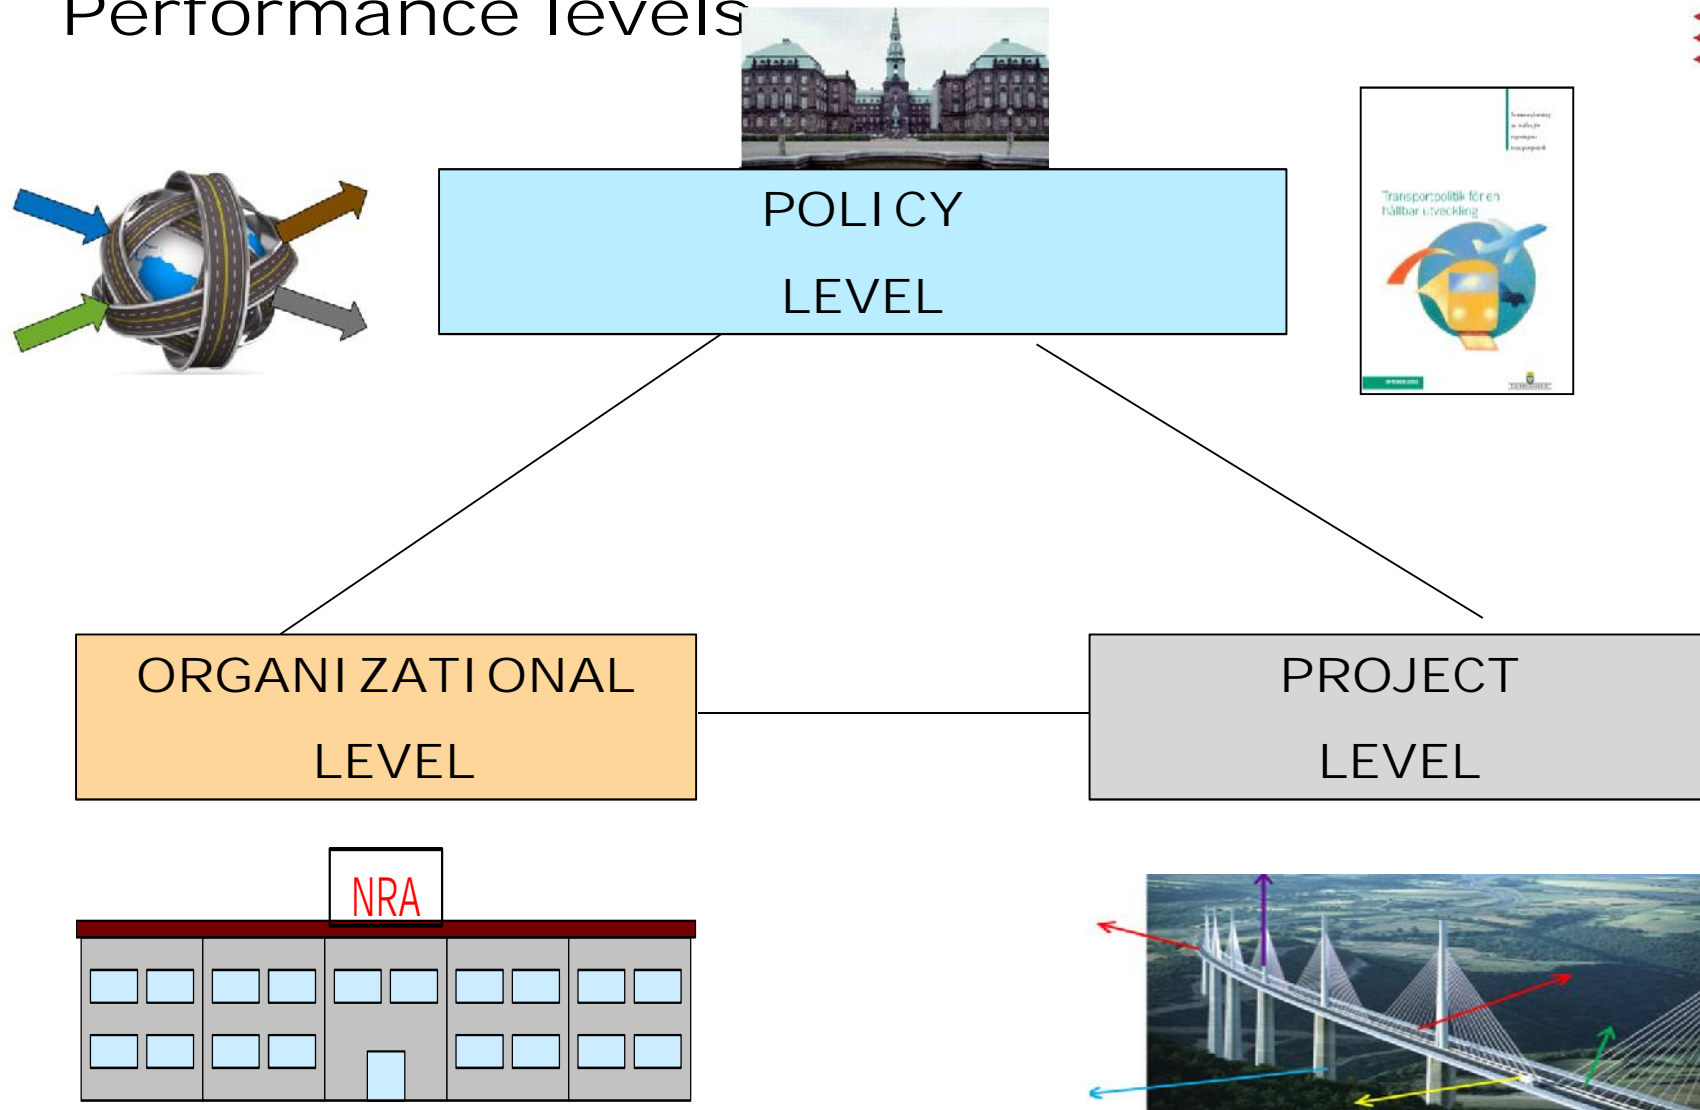 Performance levels
POLICY
LEVEL
Transportpolitik för en
hållbar utveckling
ORGANIZATIONAL
LEVEL
PROJECT
LEVEL
NRA